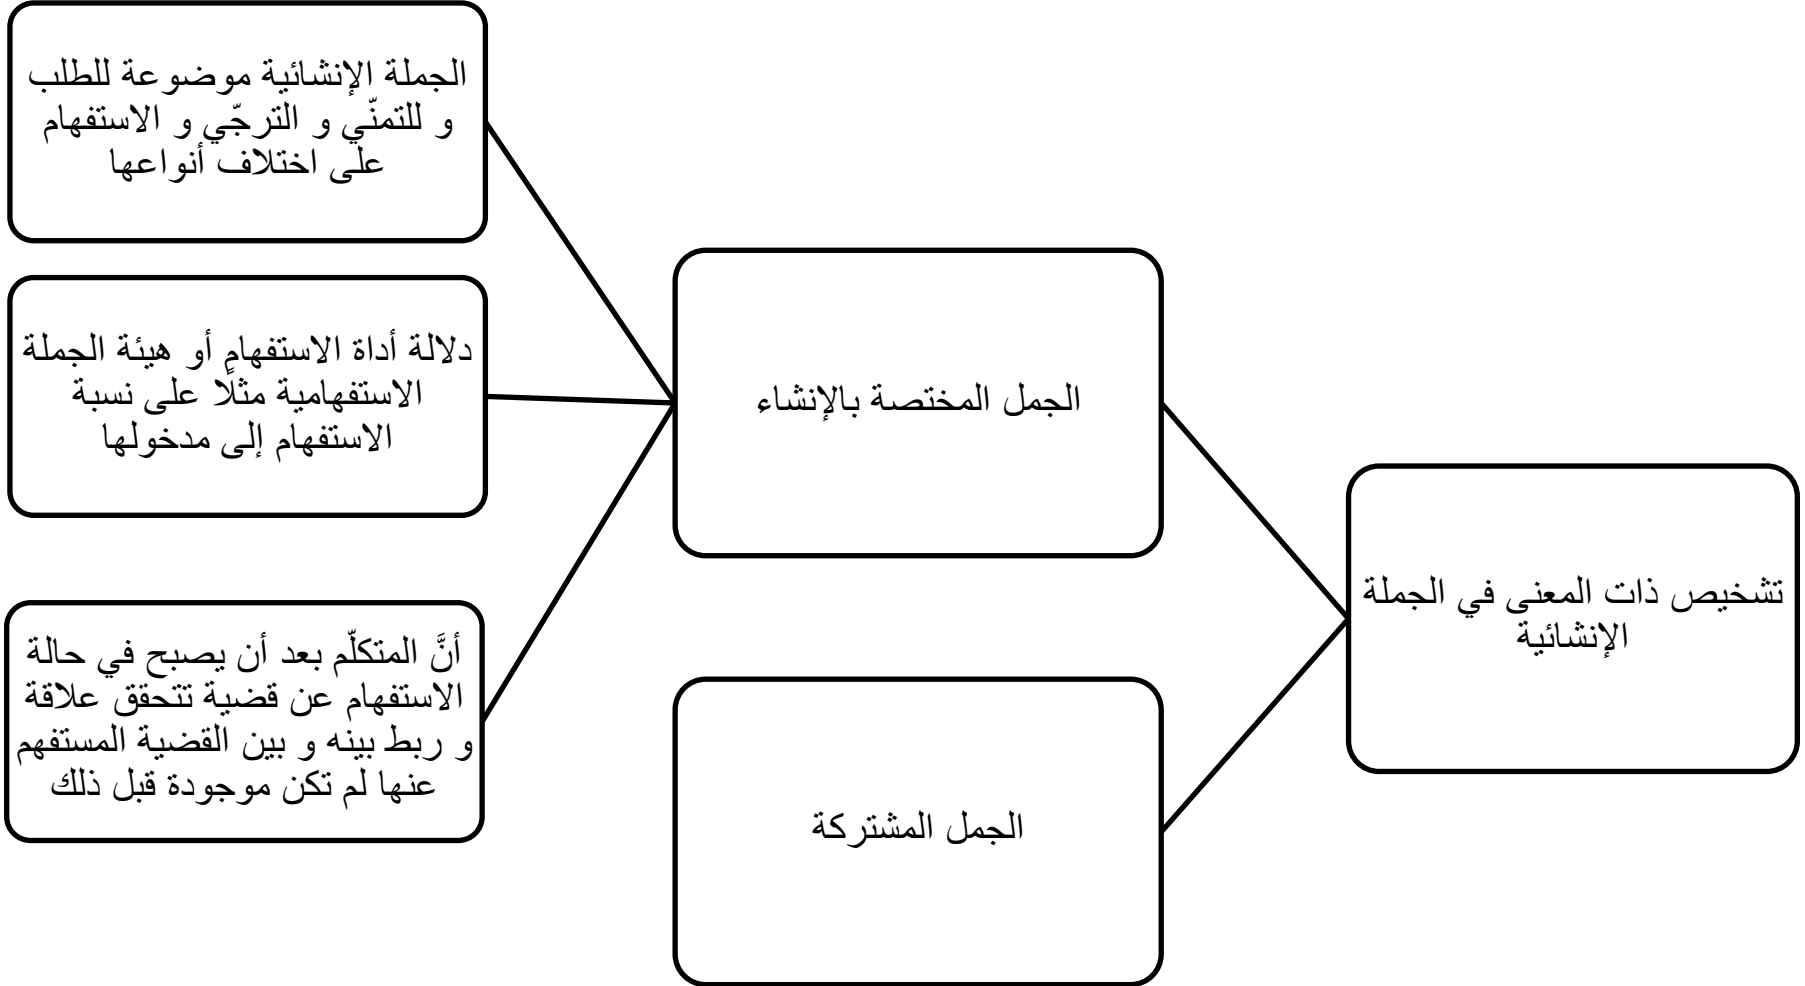 تشخيص ذات المعنى في الجملة
الإنشائية
الجمل المختصة بالإنشاء
الجملة الإنشائية موضوعة للطلب
و للتمنّي و الترجّي و الاستفهام
على اختلاف أنواعها
دلالة أداة الاستفهام أو هيئة الجملة
الاستفهامية مثلًا على نسبة
الاستفهام إلى مدخولها
أنَّ المتكلّم بعد أن يصبح في حالة
الاستفهام عن قضية تتحقق علاقة
و ربط بينه و بين القضية المستفهم
عنها لم تكن موجودة قبل ذلك
الجمل المشتركة